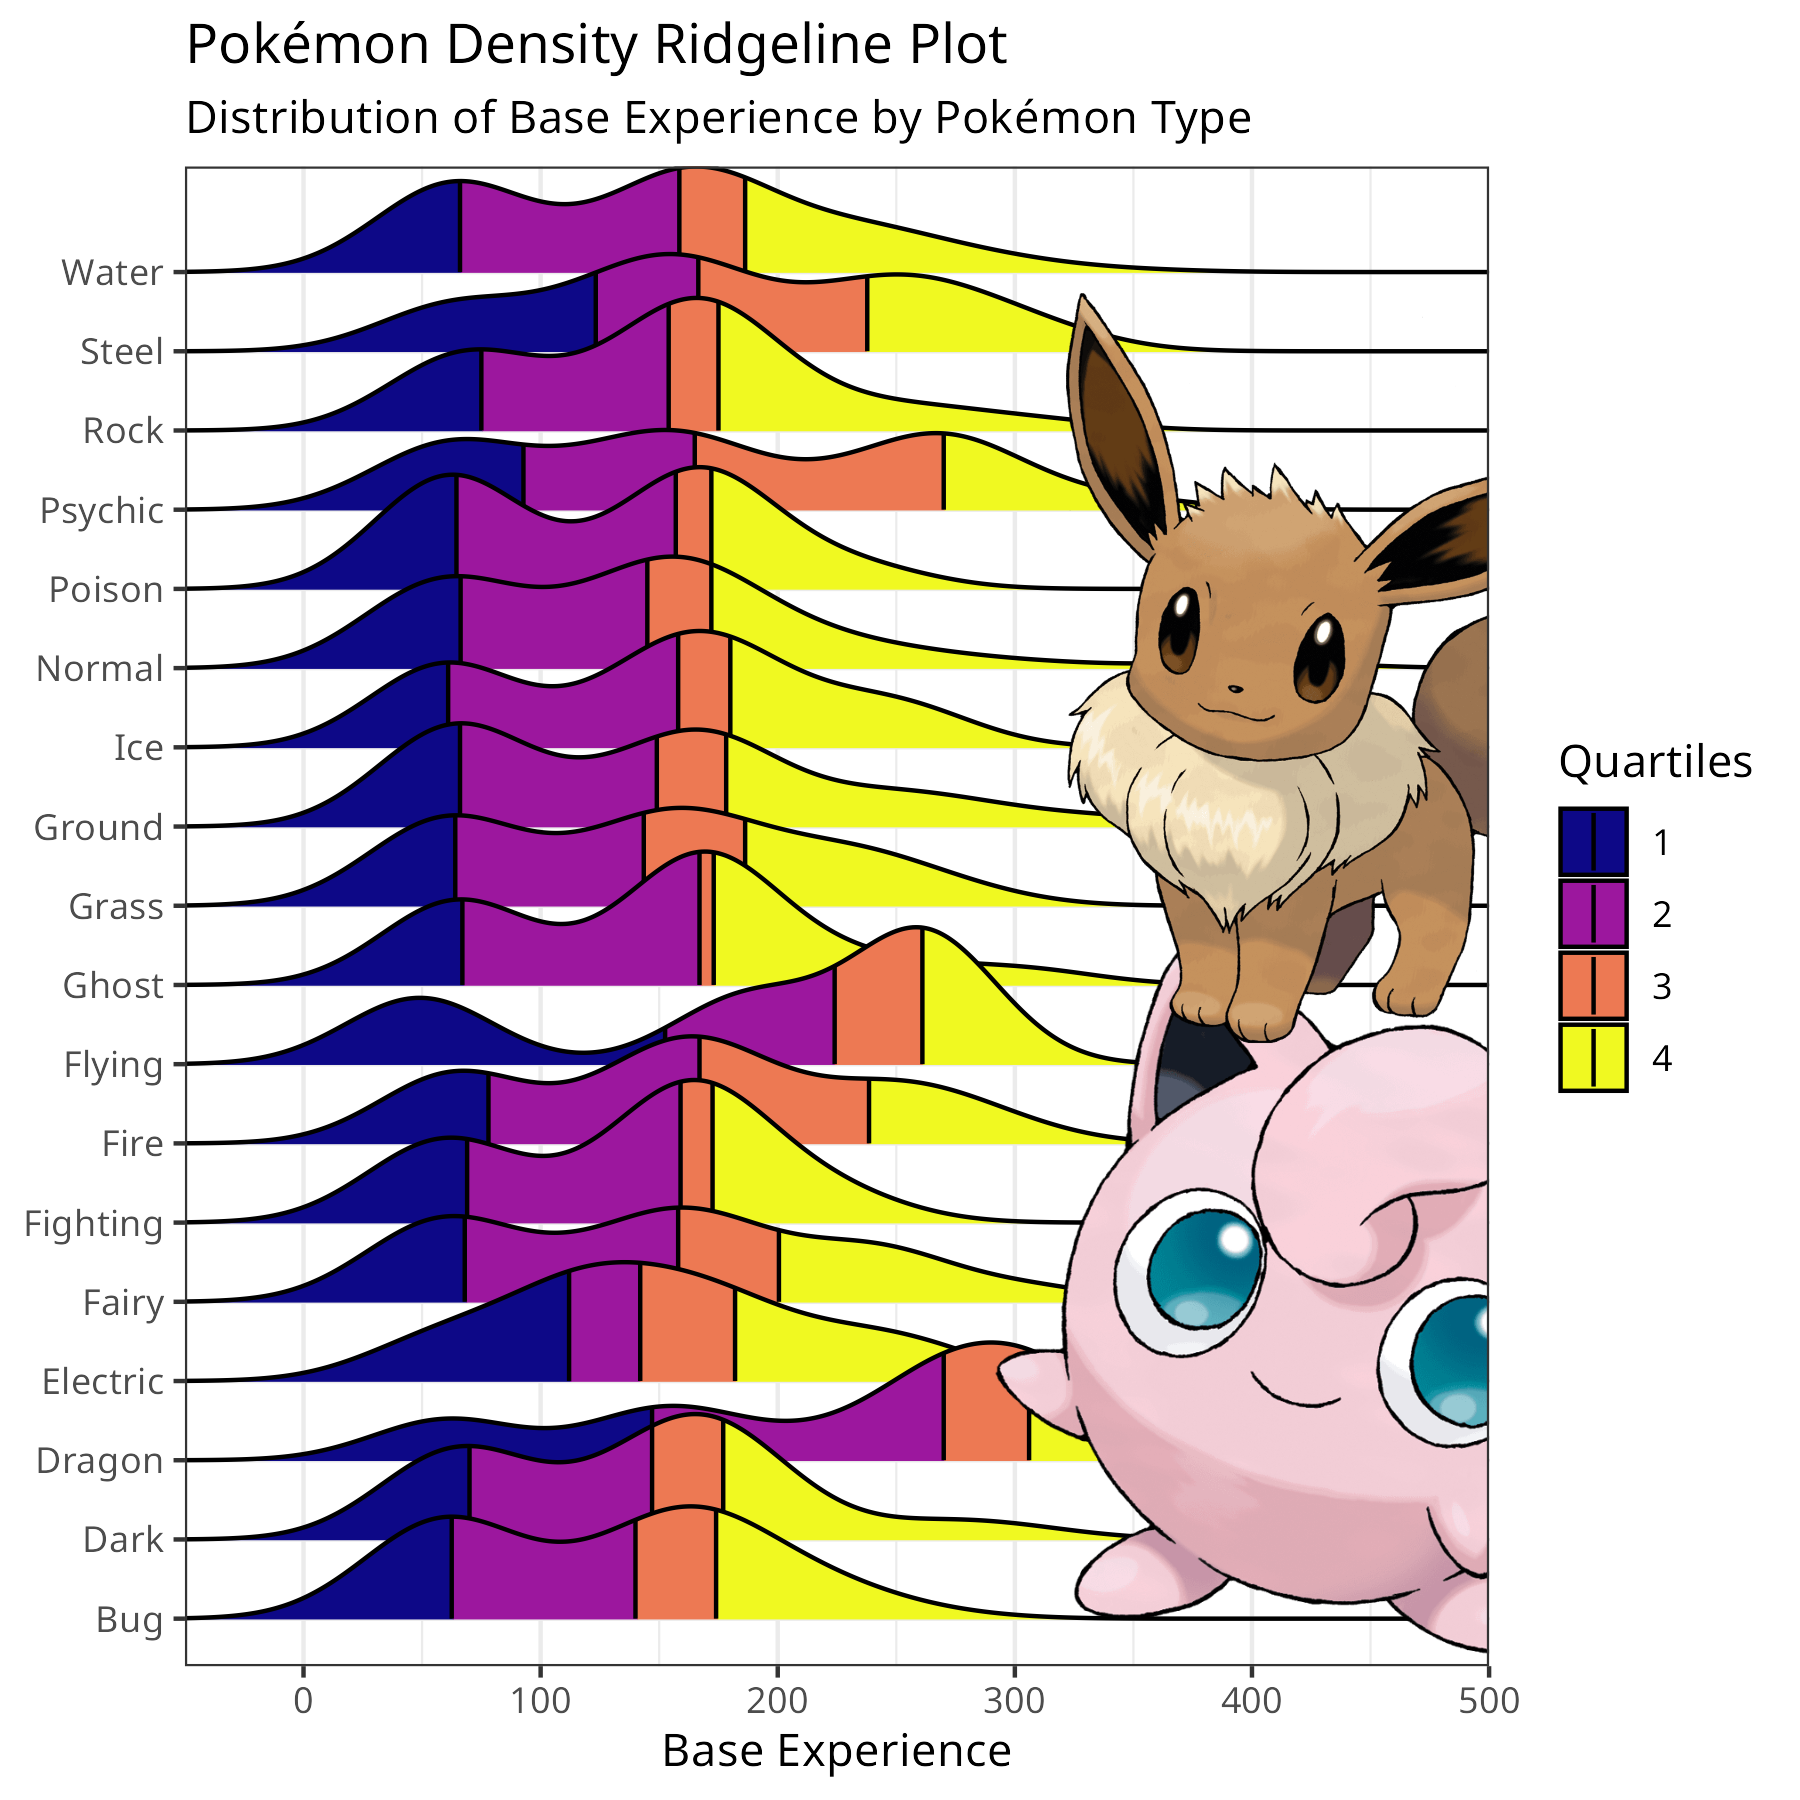 Pokémon Density Ridgeline Plot
Distribution of Base Experience by Pokémon Type
Water
Steel
Rock
Psychic
Poison
Normal
Ice
Ground
Grass
Ghost
Flying
Fire
Fighting
Fairy
Electric
Dragon
Dark
Bug
0 100 200 300 400 500
Base Experience
Quartiles
1
2
3
4